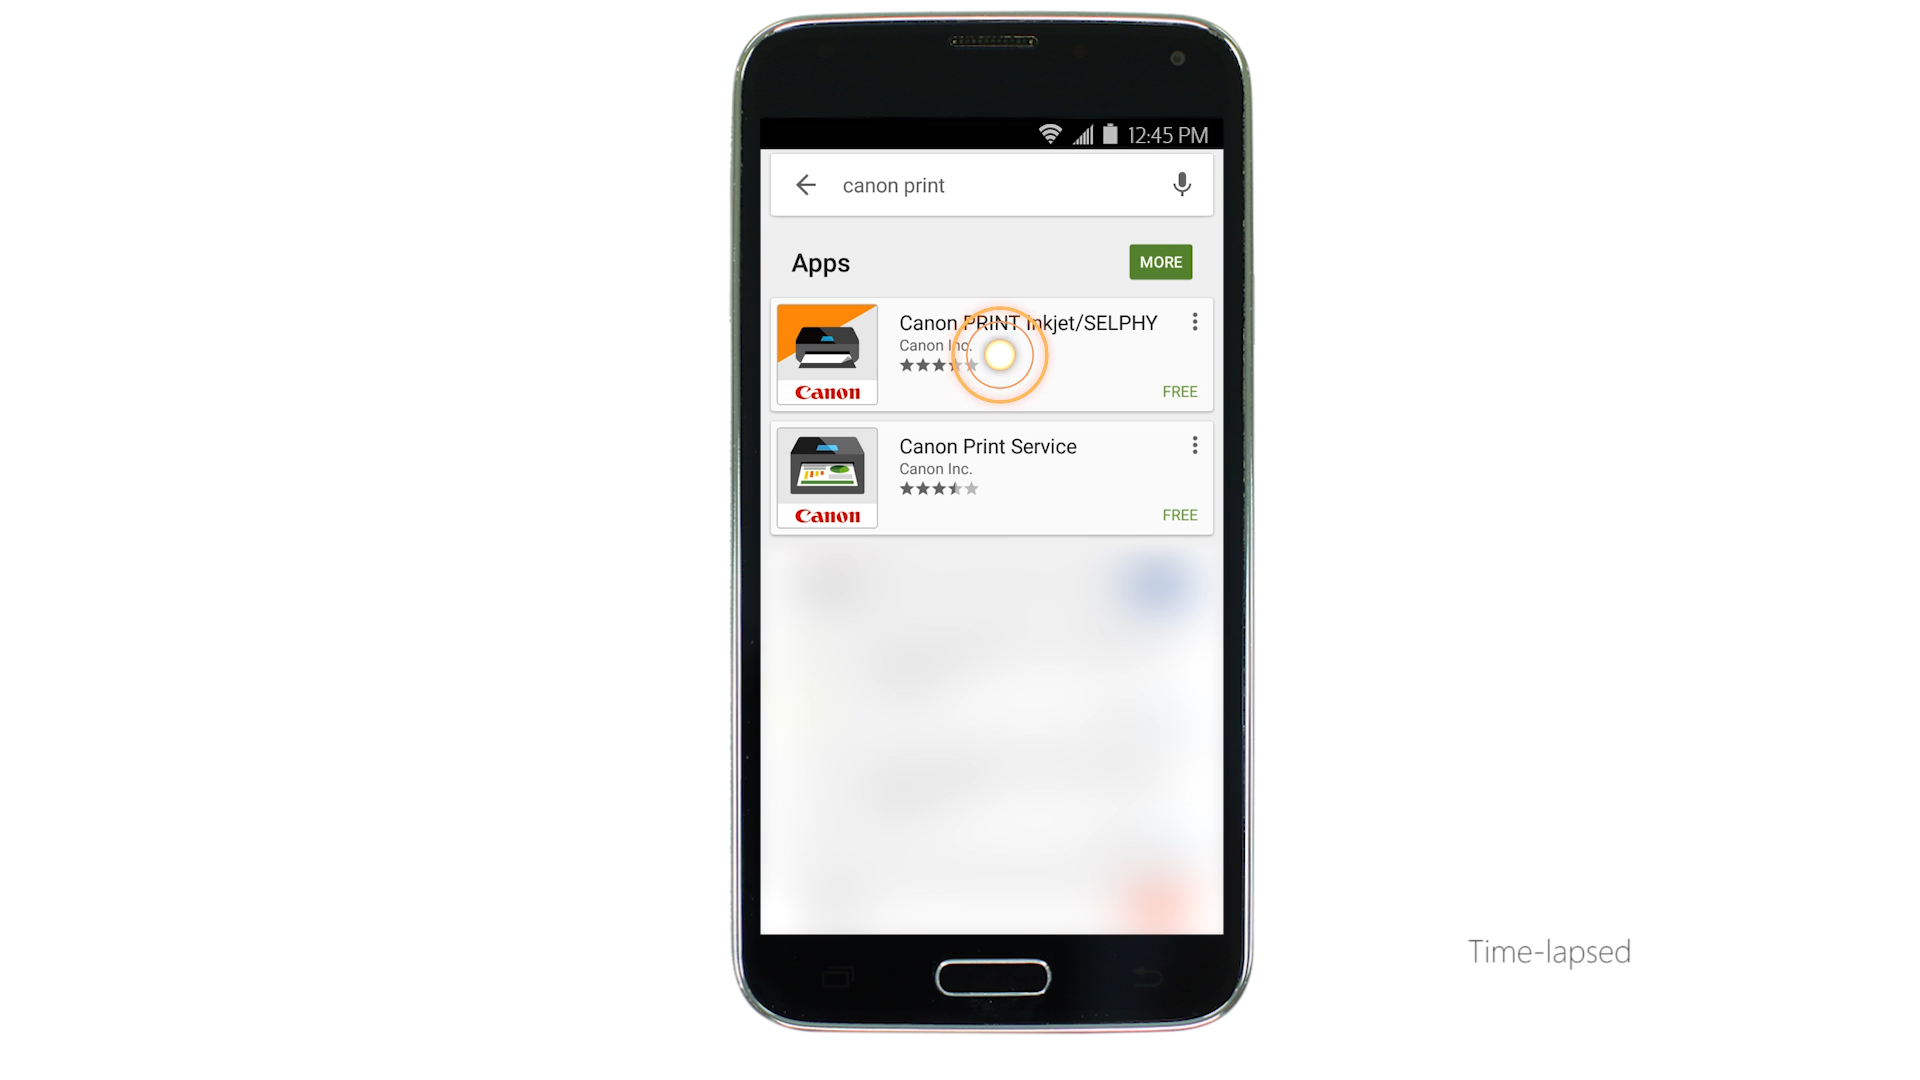 12:45 PM
canon print
Apps
MORE
Canon PRINT Inkjet/SELPHY
Canon Inc.
FREE
Canon
Canon Print Service
Canon Inc.
FREE
Canon
Time-lapsed